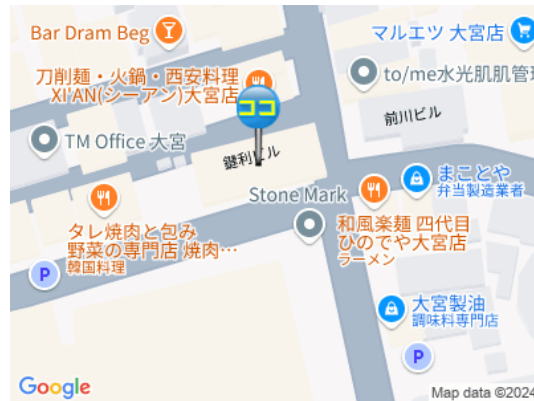 Bar Dram Beg
マルエツ 大宮店
刀削麺・火鍋・西安料理
XI'AN(シーアン)大宮店
to/me水光肌肌管理
ココ
前川ビル
TM Office 大宮
鍵利ビル
まことや
弁当製造業者
Stone Mark
タレ焼肉と包み
野菜の専門店 焼肉…
韓国料理
和風楽麺 四代目
ひのでや大宮店
ラーメン
P
大宮製油
調味料専門店
P
Google
Map data ©2024